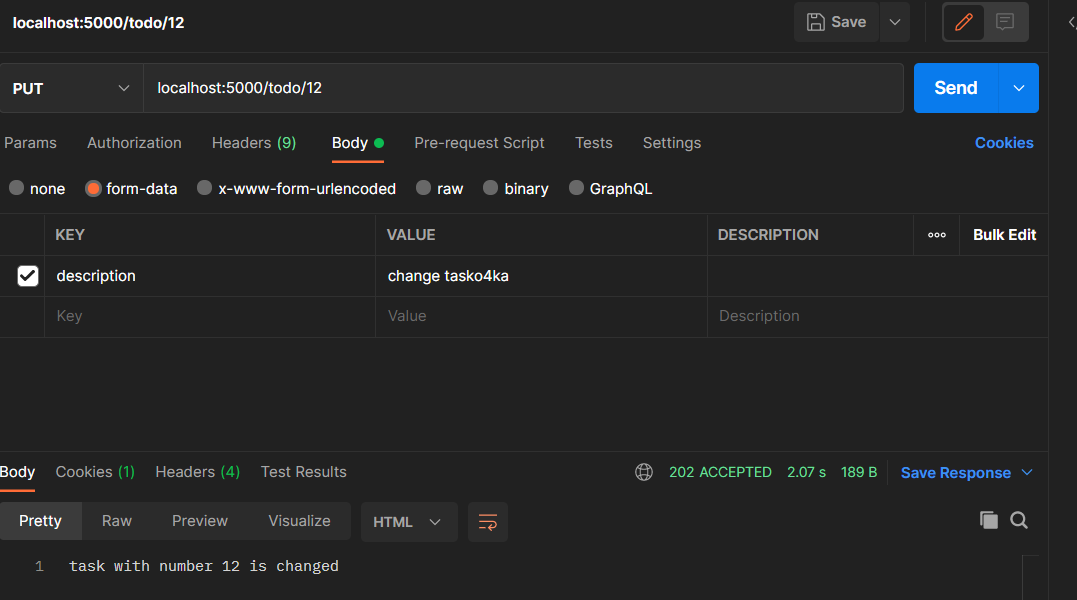 localhost:5000/todo/12 Save
PUT localhost:5000/todo/12 Send
Params Authorization Headers (9) Body Pre-request Script Tests Settings Cookies
none form-data x-www-form-urlencoded raw binary GraphQL
KEY VALUE DESCRIPTION Bulk Edit
description change tasko4ka
Key Value Description
Body Cookies (1) Headers (4) Test Results 202 ACCEPTED 2.07 s 189 B Save Response
Pretty Raw Preview Visualize HTML
1 task with number 12 is changed